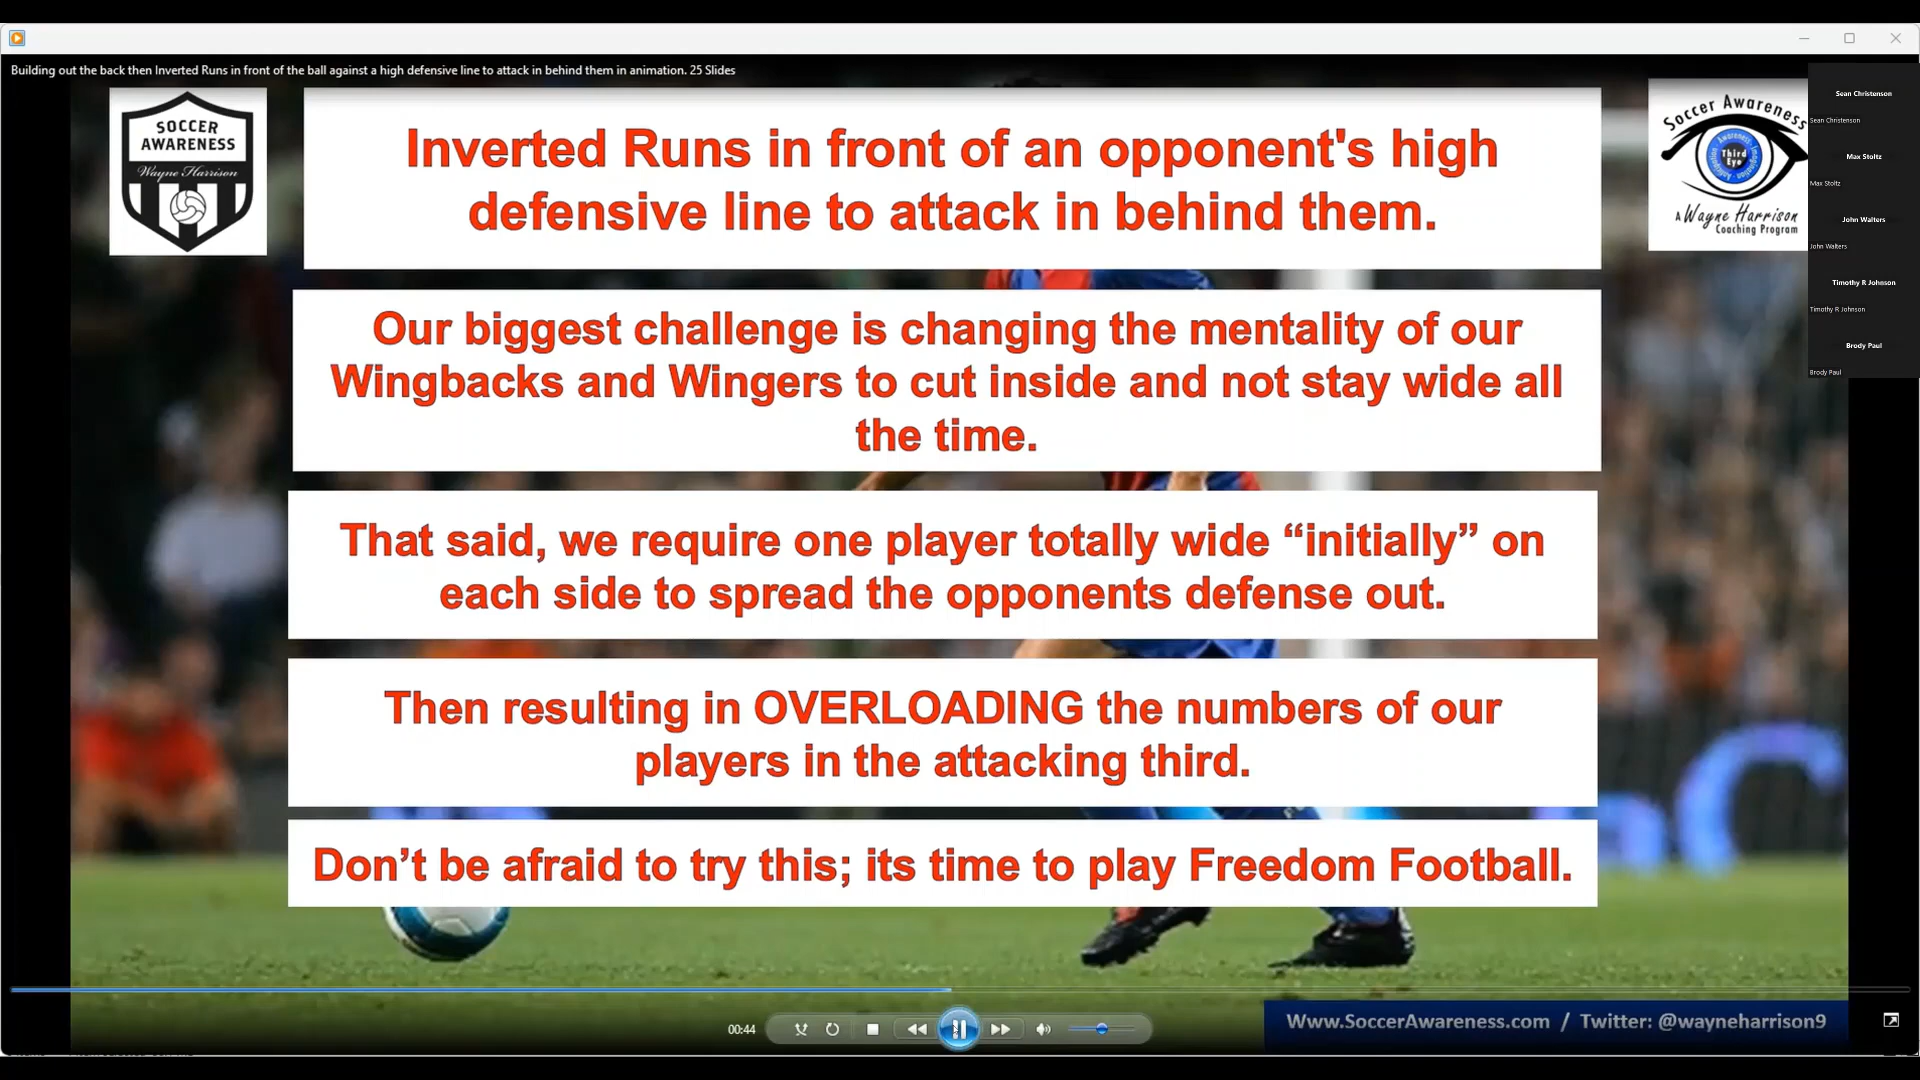 Building out the back then Inverted Runs in front of the ball against a high defensive line to attack in behind them in animation. 25 Slides
SOCCER
AWARENESS
Wayne Harrison
Inverted Runs in front of an opponent's high
defensive line to attack in behind them.
Soccer Awareness
Third
Eye
A Wayne Harrison
Coaching Program
Sean Christenson
Sean Christenson
Max Stoltz
Max Stoltz
John Walters
John Walters
Timothy R Johnson
Timothy R Johnson
Brody Paul
Brody Paul
Our biggest challenge is changing the mentality of our
Wingbacks and Wingers to cut inside and not stay wide all
the time.
That said, we require one player totally wide “initially” on
each side to spread the opponents defense out.
Then resulting in OVERLOADING the numbers of our
players in the attacking third.
Don’t be afraid to try this; its time to play Freedom Football.
00:44
Www.SoccerAwareness.com / Twitter: @wayneharrison9